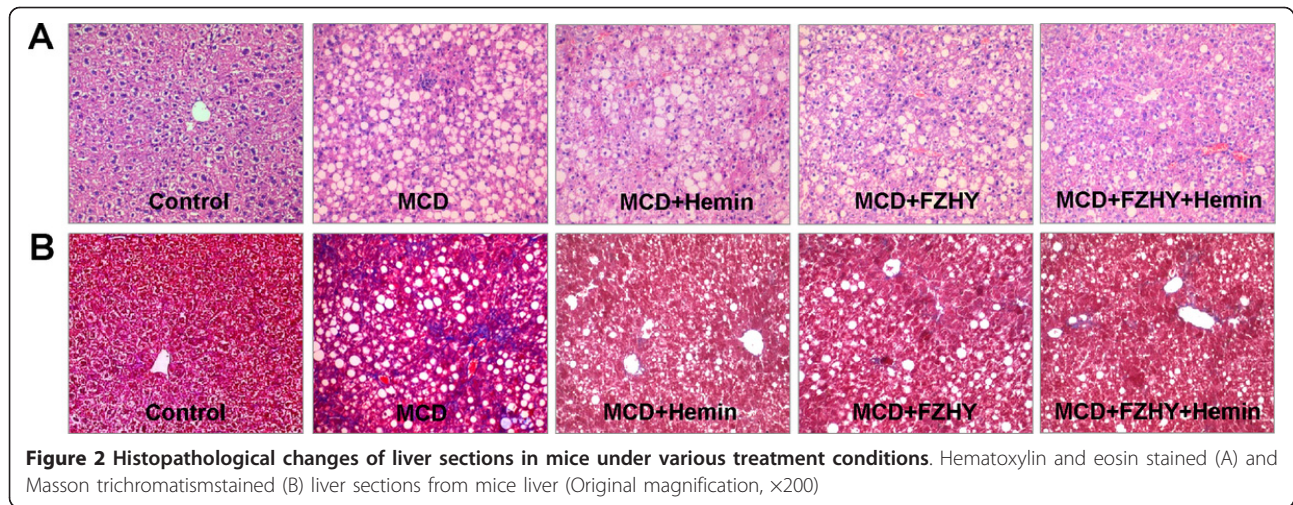 A
Control
MCD
MCD+Hemin
MCD+FZHY
MCD+FZHY+Hemin
B
Control
MCD
MCD+Hemin
MCD+FZHY
MCD+FZHY+Hemin
Figure 2 Histopathological changes of liver sections in mice under various treatment conditions. Hematoxylin and eosin stained (A) and
Masson trichromatismstained (B) liver sections from mice liver (Original magnification, ×200)